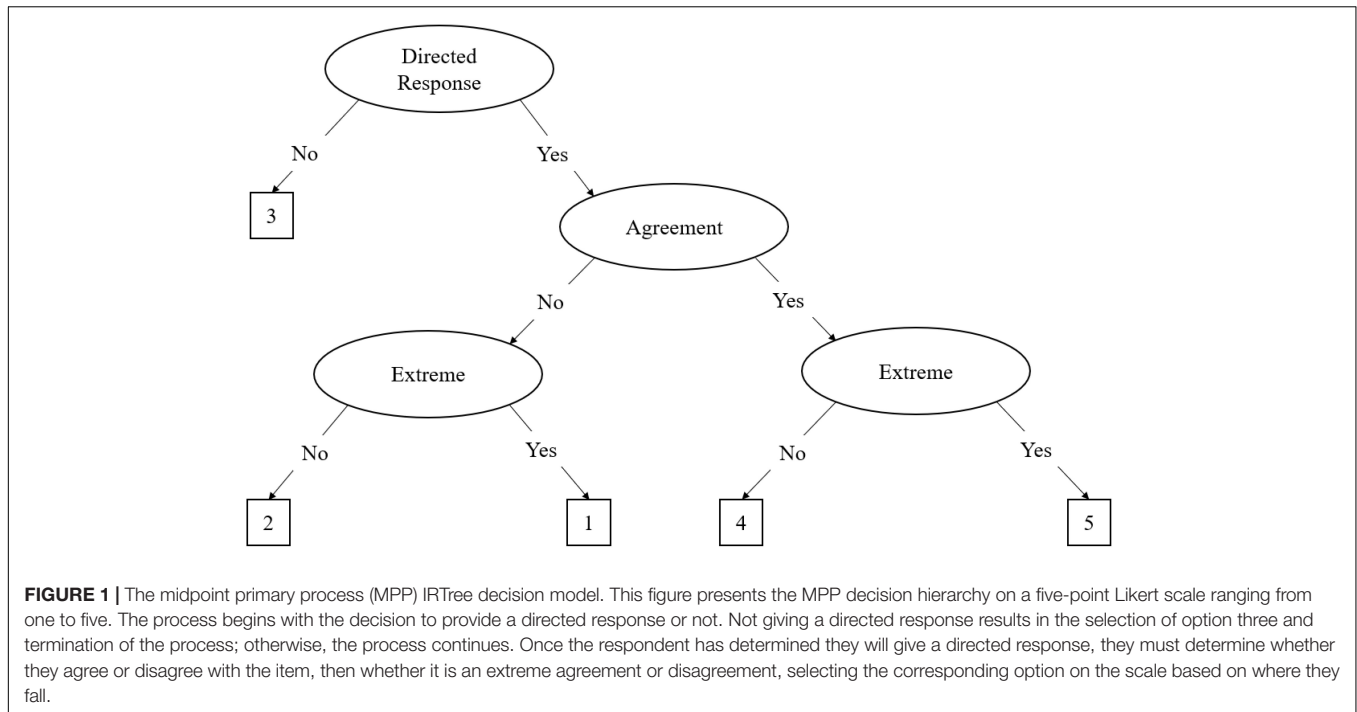 Directed
Response
No
Yes
3
Agreement
No
Yes
Extreme
Extreme
No
Yes
No
Yes
2
1
4
5
FIGURE 1 | The midpoint primary process (MPP) IRTree decision model. This figure presents the MPP decision hierarchy on a five-point Likert scale ranging from
one to five. The process begins with the decision to provide a directed response or not. Not giving a directed response results in the selection of option three and
termination of the process; otherwise, the process continues. Once the respondent has determined they will give a directed response, they must determine whether
they agree or disagree with the item, then whether it is an extreme agreement or disagreement, selecting the corresponding option on the scale based on where they
fall.